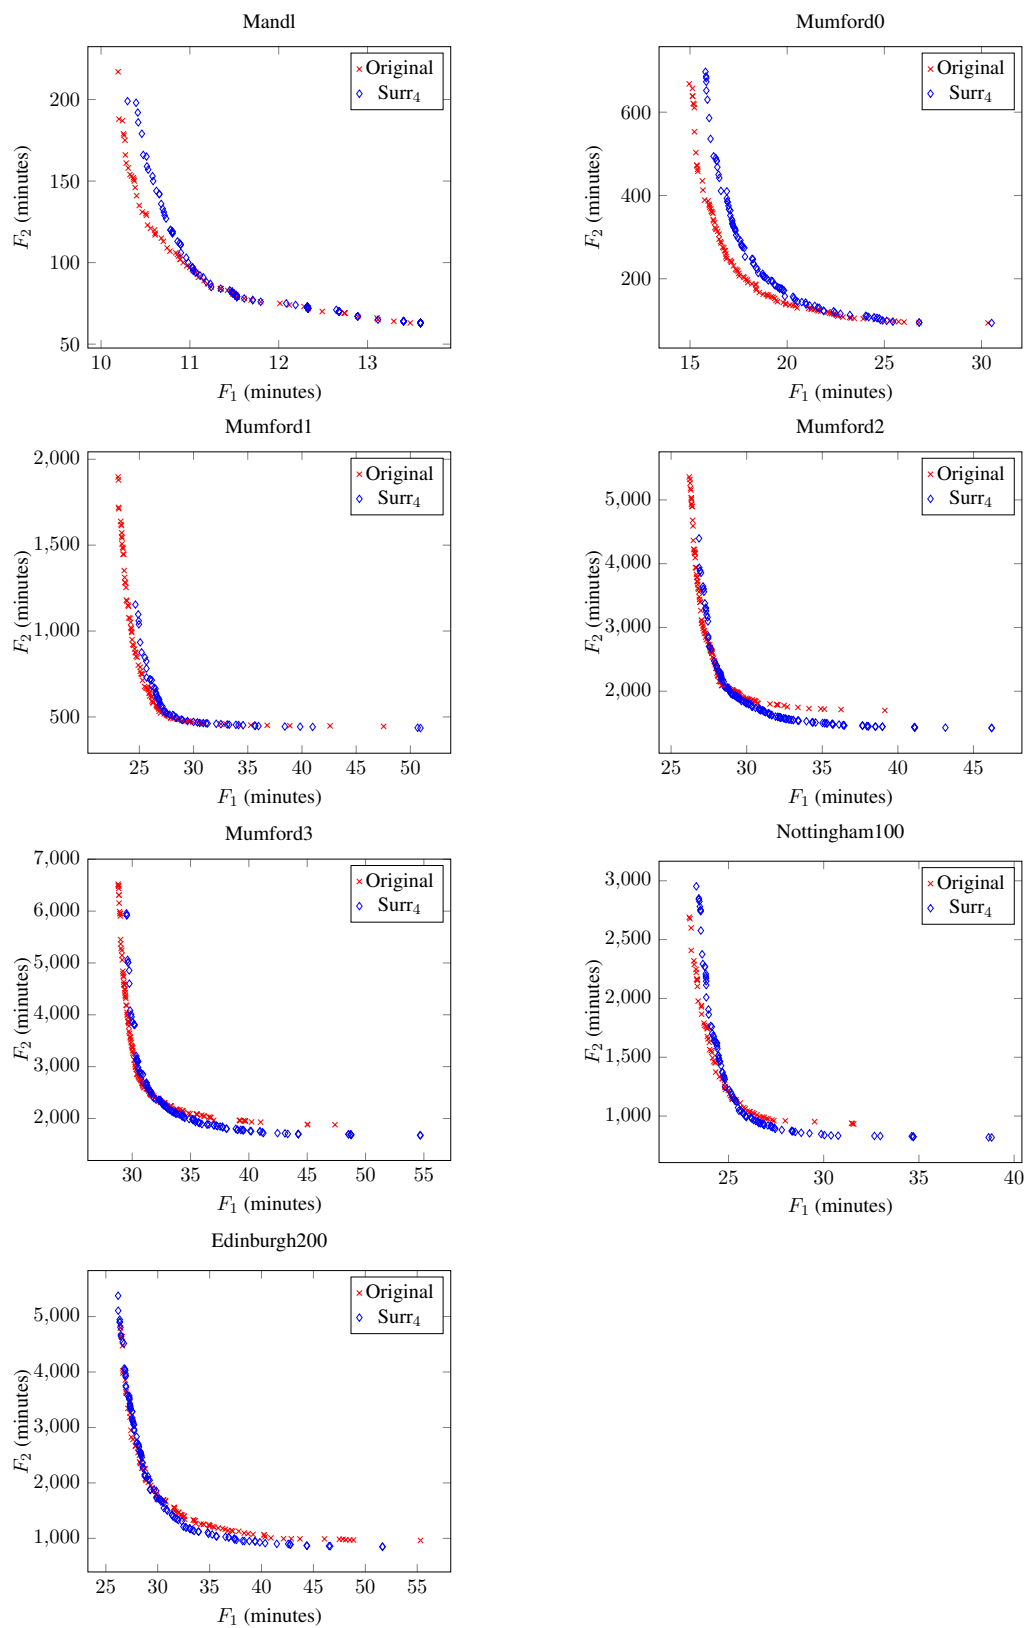 Mandl
Original
Surr4
200
150
100
50
10 11 12 13
F2 (minutes)
F1 (minutes)
Mumford0
Original
Surr4
600
400
200
15 20 25 30
F2 (minutes)
F1 (minutes)
Mumford1
Original
Surr4
2,000
1,500
1,000
500
25 30 35 40 45 50
F2 (minutes)
F1 (minutes)
Mumford2
Original
Surr4
5,000
4,000
3,000
2,000
25 30 35 40 45
F2 (minutes)
F1 (minutes)
Mumford3
Original
Surr4
7,000
6,000
5,000
4,000
3,000
2,000
30 35 40 45 50 55
F2 (minutes)
F1 (minutes)
Nottingham100
Original
Surr4
3,000
2,500
2,000
1,500
1,000
25 30 35 40
F2 (minutes)
F1 (minutes)
Edinburgh200
Original
Surr4
5,000
4,000
3,000
2,000
1,000
25 30 35 40 45 50 55
F2 (minutes)
F1 (minutes)